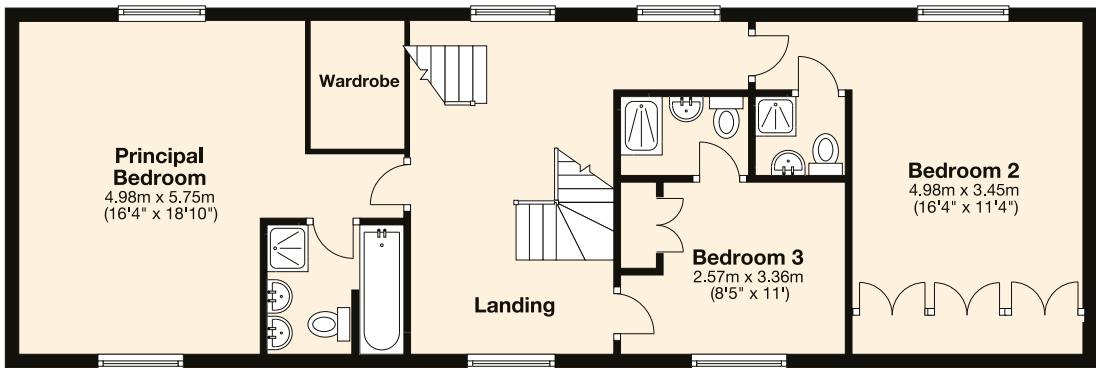 Wardrobe
Principal
Bedroom
4.98m x 5.75m
(16'4" x 18'10")
Bedroom 2
4.98m x 3.45m
(16'4" x 11'4")
Bedroom 3
2.57m x 3.36m
(8'5" x 11')
Landing